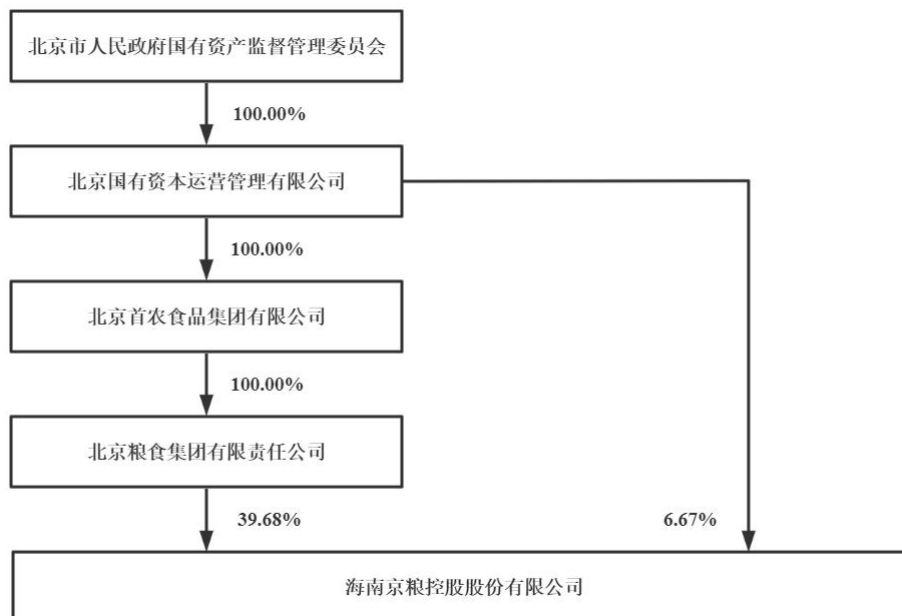 北京市人民政府国有资产监督管理委员会
100.00%
北京国有资本运营管理有限公司
100.00%
北京首农食品集团有限公司
100.00%
北京粮食集团有限责任公司
39.68%
6.67%
海南京粮控股股份有限公司